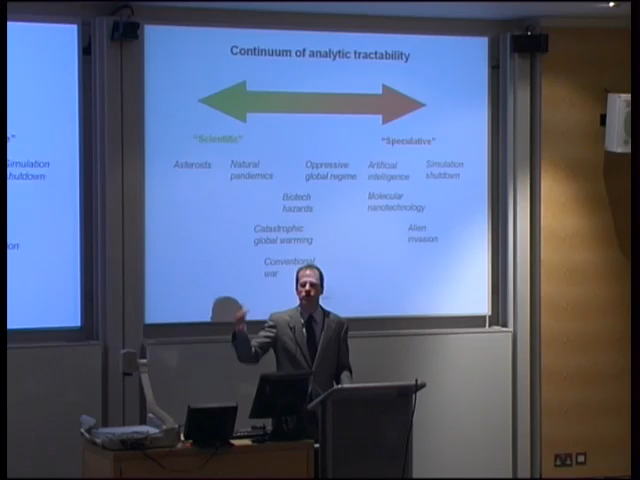 Continuum of analytic tractability
"Scientific" "Speculative"
Asteroids Natural pandemics Oppressive global regime Artificial intelligence Simulation shutdown
Biotech hazards Molecular nanotechnology
Catastrophic global warming Alien invasion
Conventional war
Simulation
hutdown